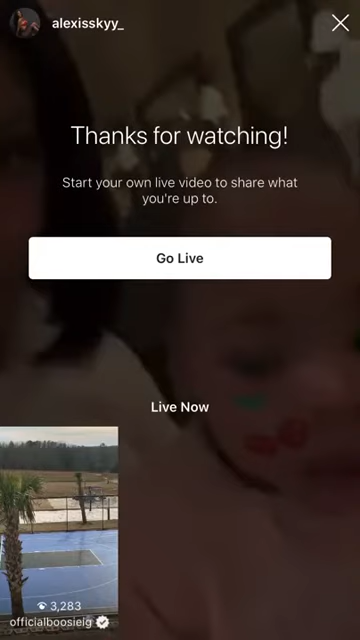 alexisskyy_
Thanks for watching!
Start your own live video to share what
you're up to.
Go Live
Live Now
3,283
officialboosieig